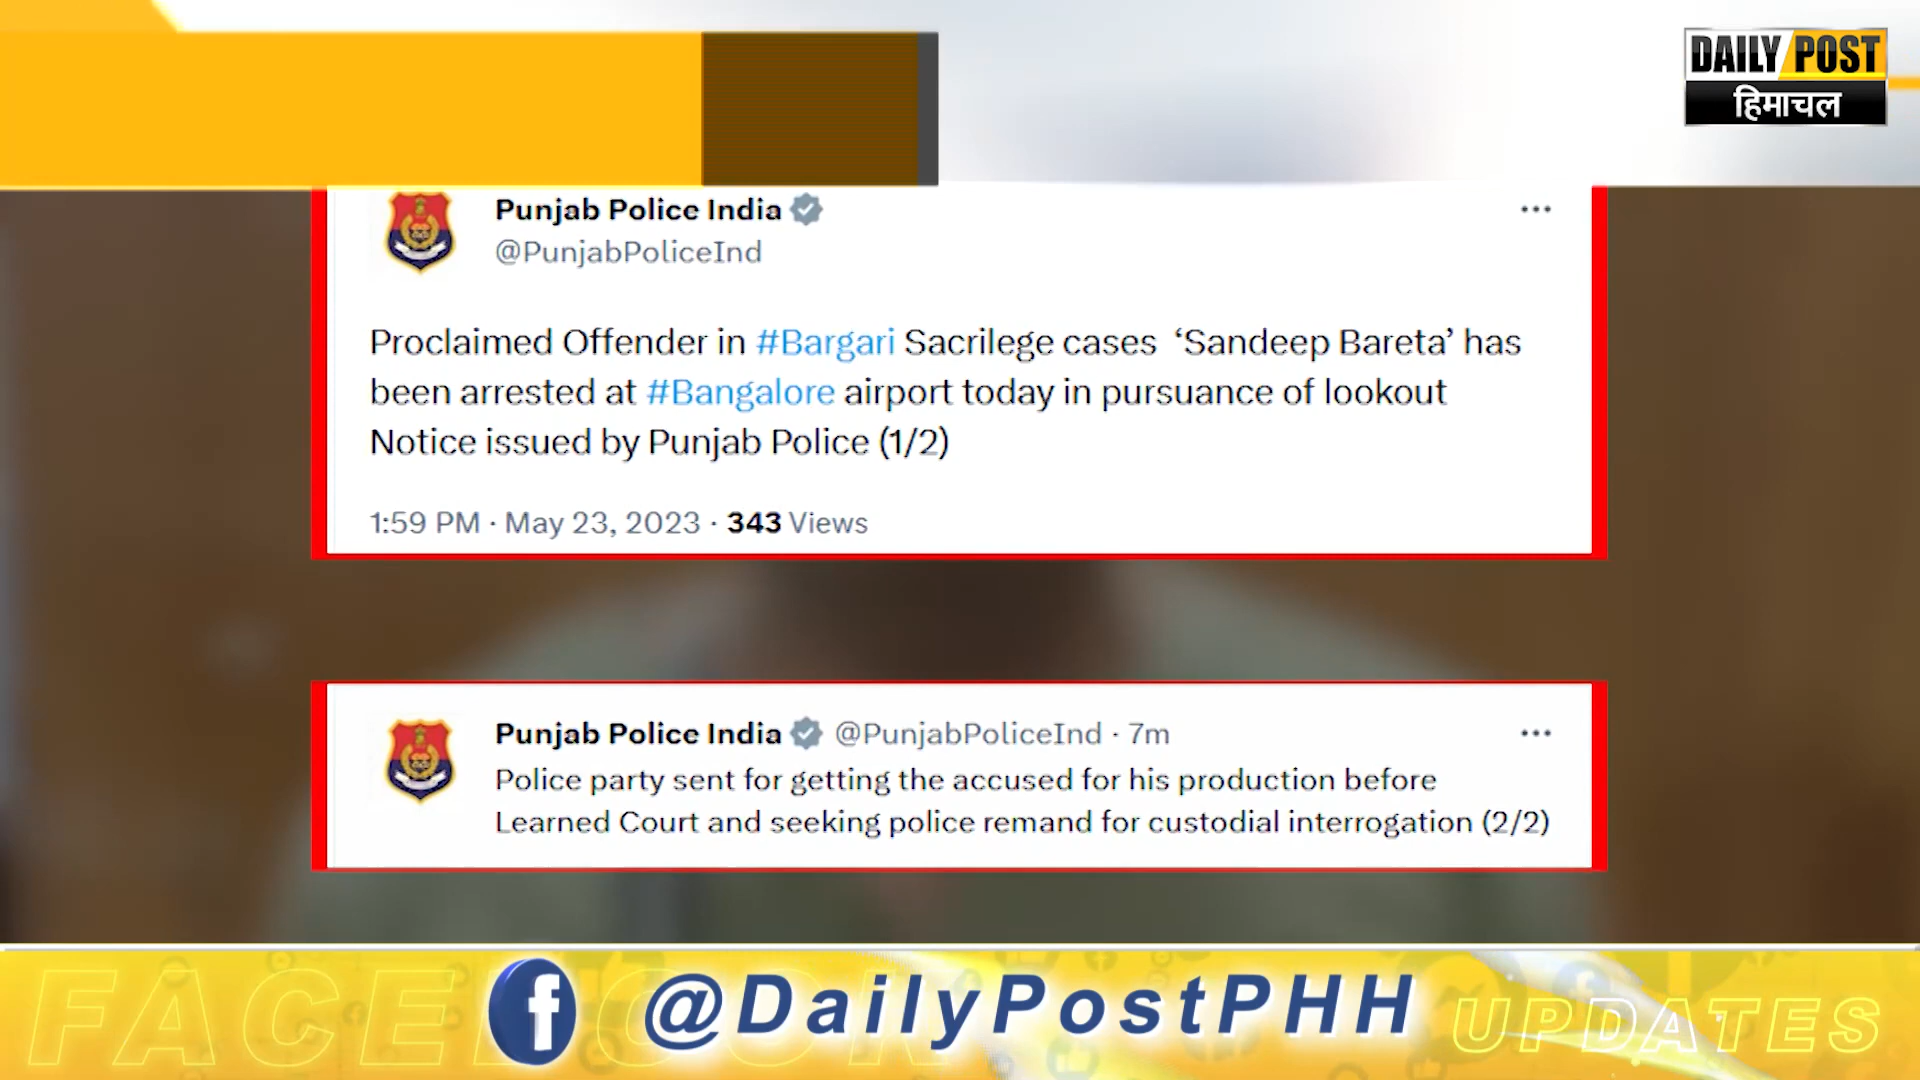 DAILY POST
हिमाचल
Punjab Police India
@PunjabPoliceInd
Proclaimed Offender in #Bargari Sacrilege cases ‘Sandeep Bareta’ has
been arrested at #Bangalore airport today in pursuance of lookout
Notice issued by Punjab Police (1/2)
1:59 PM · May 23, 2023 · 343 Views
Punjab Police India @PunjabPoliceInd · 7m
Police party sent for getting the accused for his production before
Learned Court and seeking police remand for custodial interrogation (2/2)
FACEBOOK @DailyPostPHH UPDATES